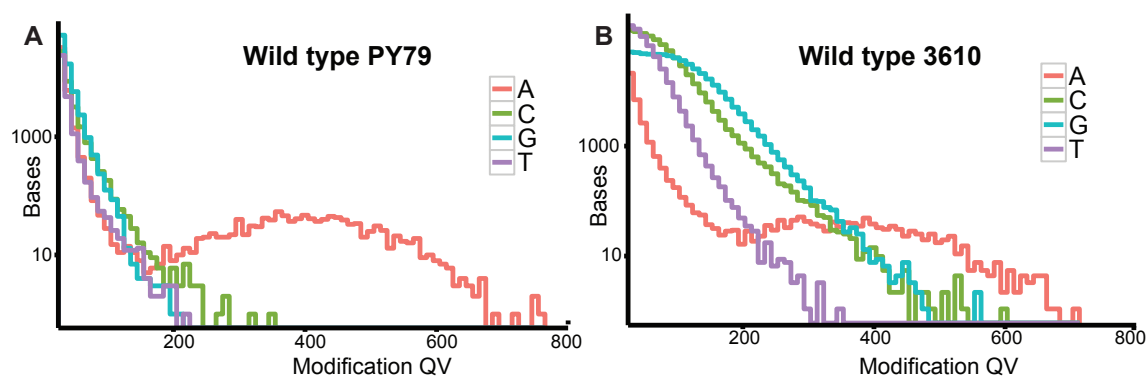 A
Wild type PY79
A
C
G
T
1000
10
Bases
200
400
600
800
Modification QV
B
Wild type 3610
A
C
G
T
1000
10
Bases
200
400
600
800
Modification QV